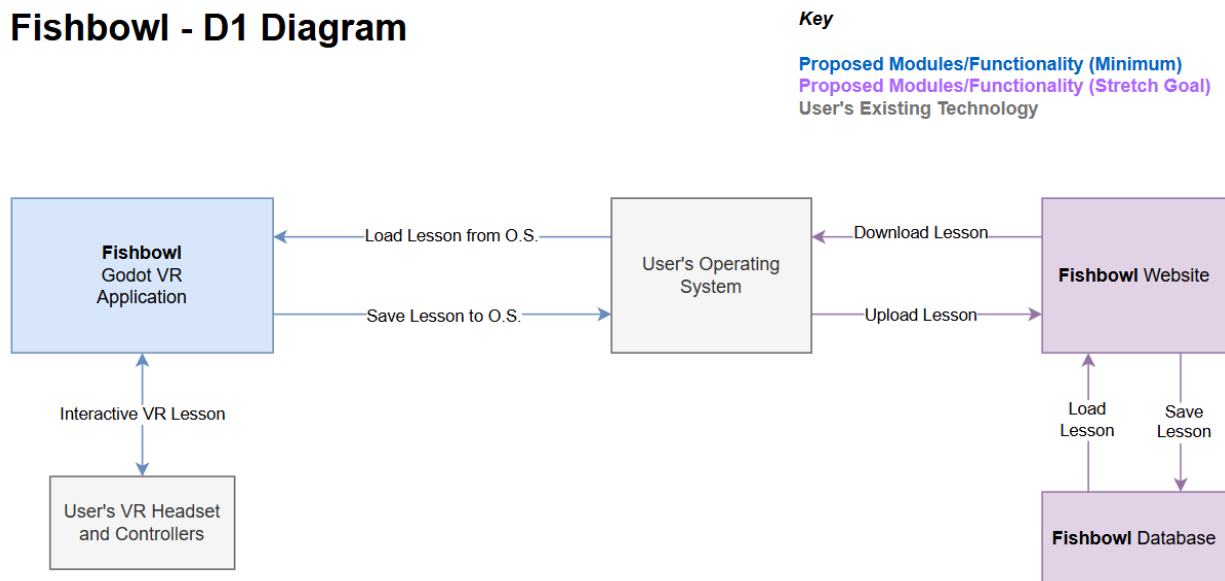 Fishbowl - D1 Diagram
Key
Proposed Modules/Functionality (Minimum)
Proposed Modules/Functionality (Stretch Goal)
User's Existing Technology
Fishbowl
Godot VR
Application
Load Lesson from O.S.
Save Lesson to O.S.
User's Operating
System
Download Lesson
Upload Lesson
Fishbowl Website
Interactive VR Lesson
Load
Lesson
Save
Lesson
User's VR Headset
and Controllers
Fishbowl Database